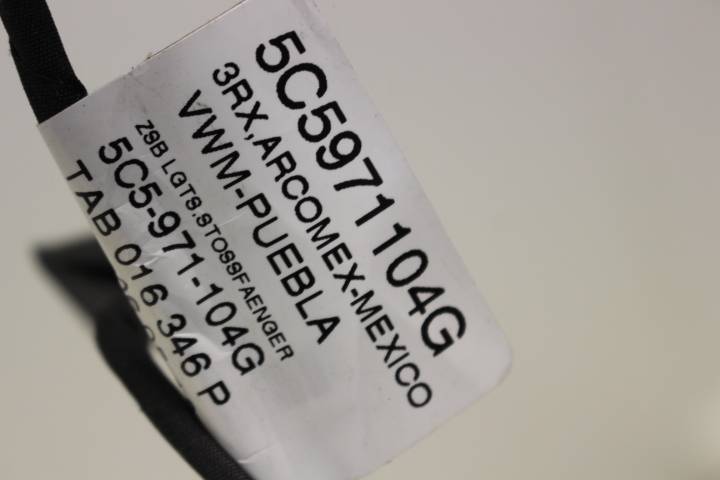 5C5971104G
3RX,ARCOMEX-MEXICO
VWM-PUEBLA
ZSB LGTS.STOSSFAENGER
5C5-971-104G
TAB 016 346 P